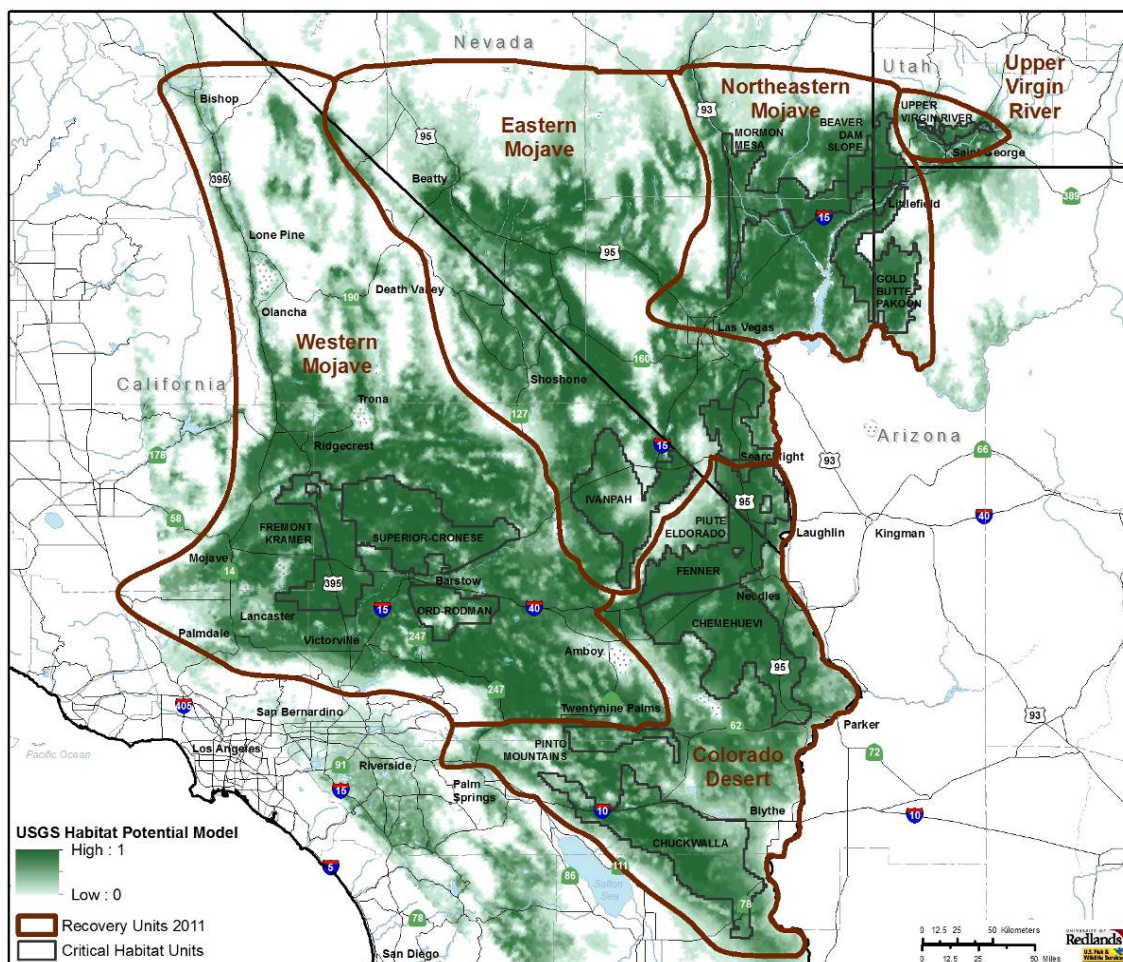 Nevada
Utah
Upper
Virgin
River
Northeastern
Mojave
Eastern
Mojave
Bishop
95
93
MORMON
MESA
BEAVER
DAM
SLOPE
UPPER
VIRGIN RIVER
Saint George
395
Beatty
Littlefield
389
15
Lone Pine
95
Death Valley
190
Olancha
GOLD
BUTTE
PAKOON
Las Vegas
Western
Mojave
California
160
Shoshone
Trona
127
Arizona
Ridgecrest
178
15
Searchlight
93
66
IVANPAH
95
58
FREMONT
KRAMER
SUPERIOR-CRONESE
PIUTE
ELDORADO
Laughlin
Kingman
40
Mojave
14
395
Barstow
FENNER
Needles
Lancaster
15
ORD-RODMAN
40
CHEMEHUEVI
Palmdale
Victorville
247
Amboy
95
247
Twentynine Palms
62
Parker
93
405
San Bernardino
Los Angeles
Pacific Ocean
PINTO
MOUNTAINS
Colorado
Desert
72
91
Riverside
15
Palm
Springs
10
Blythe
10
CHUCKWALLA
USGS Habitat Potential Model
High : 1
Low : 0
5
86
111
Salton
Sea
78
78
Recovery Units 2011
Critical Habitat Units
San Diego
0 12.5 25 50 Kilometers
0 12.5 25 50 Miles
UNIVERSITY OF
Redlands
U.S. Fish &
Wildlife Service